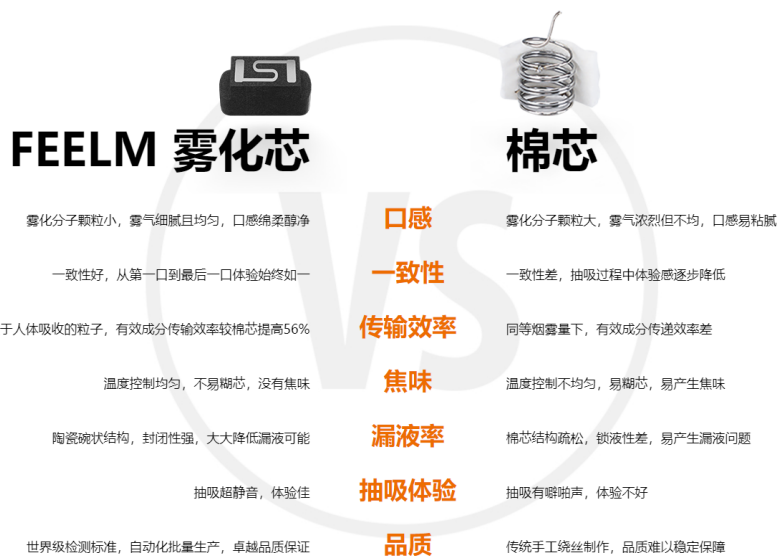 FEELM 雾化芯
棉芯
VS
雾化分子颗粒小，雾气细腻且均匀，口感绵柔醇净
口感
雾化分子颗粒大，雾气浓烈但不均，口感易粘腻
一致性好，从第一口到最后一口体验始终如一
一致性
一致性差，抽吸过程中体验感逐步降低
于人体吸收的粒子，有效成分传输效率较棉芯提高56%
传输效率
同等烟雾量下，有效成分传递效率差
温度控制均匀，不易糊芯，没有焦味
焦味
温度控制不均匀，易糊芯，易产生焦味
陶瓷碗状结构，封闭性强，大大降低漏液可能
漏液率
棉芯结构疏松，锁液性差，易产生漏液问题
抽吸超静音，体验佳
抽吸体验
抽吸有噼啪声，体验不好
世界级检测标准，自动化批量生产，卓越品质保证
品质
传统手工绕丝制作，品质难以稳定保障